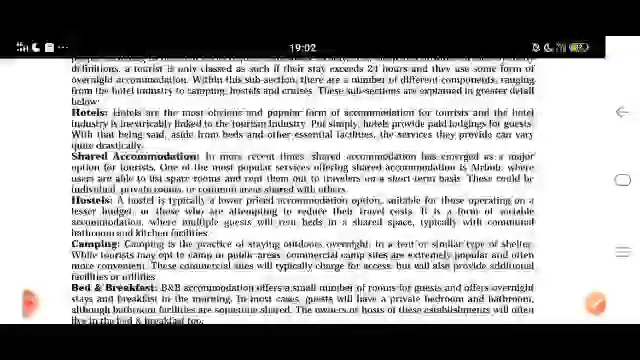 19:02
definitions, a tourist is only classed as such if their stay exceeds 24 hours and they use some form of
overnight accommodation. Within this sub-section, there are a number of different components, ranging
from the hotel industry to camping, hostels and cruises. These sub-sections are explained in greater detail
below:
Hotels: Hotels are the most obvious and popular form of accommodation for tourists and the hotel
industry is inextricably linked to the tourism industry. Put simply, hotels provide paid lodgings for guests.
With that being said, aside from beds and other essential facilities, the services they provide can vary
quite drastically.
Shared Accommodation: In more recent times, shared accommodation has emerged as a major
option for tourists. One of the most popular services offering shared accommodation is Airbnb, where
users are able to list spare rooms and rent them out to travelers on a short-term basis. These could be
individual private rooms, or common areas shared with others.
Hostels: A hostel is typically a lower-priced accommodation option, suitable for those operating on a
lesser budget, or those who are attempting to reduce their travel costs. It is a form of sociable
accommodation, where multiple guests will rent beds in a shared space, typically with communal
bathroom and kitchen facilities.
Camping: Camping is the practice of staying outdoors overnight, in a tent or similar type of shelter.
While tourists may opt to camp in public areas, commercial camp sites are extremely popular and often
more convenient. These commercial sites will typically charge for access, but will also provide additional
facilities or utilities.
Bed & Breakfast: B&B accommodation offers a small number of rooms for guests and offers overnight
stays and breakfast in the morning. In most cases, guests will have a private bedroom and bathroom,
although bathroom facilities are sometime shared. The owners or hosts of these establishments will often
live in the bed & breakfast too.